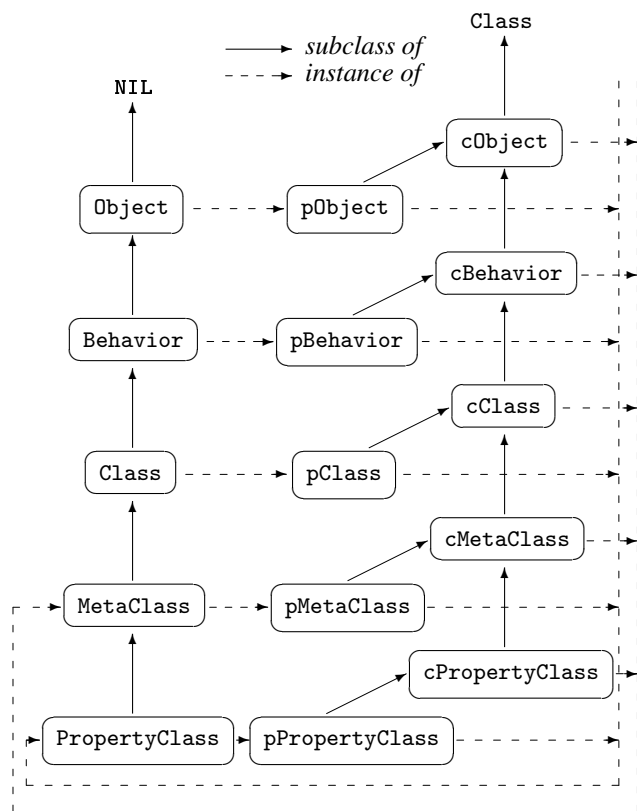 Class
subclass of
instance of
NIL
cObject
Object
pObject
cBehavior
Behavior
pBehavior
cClass
Class
pClass
cMetaClass
MetaClass
pMetaClass
cPropertyClass
PropertyClass
pPropertyClass